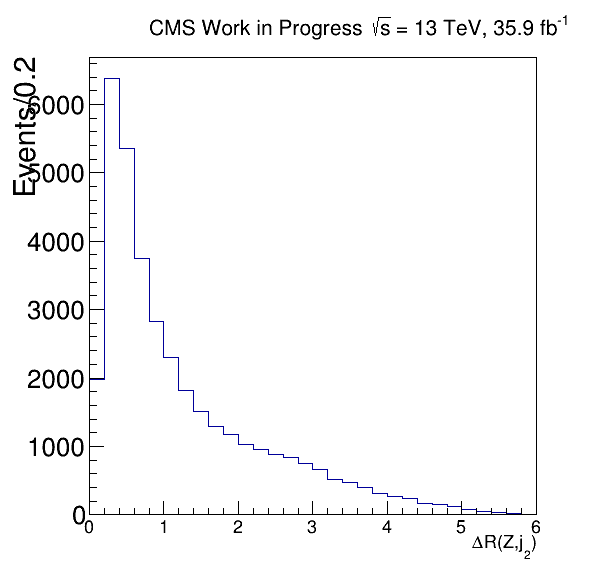 CMS Work in Progress √s = 13 TeV, 35.9 fb⁻¹
Events/0.2
6000
5000
4000
3000
2000
1000
0
0 1 2 3 4 5 6
ΔR(Z,j₂)